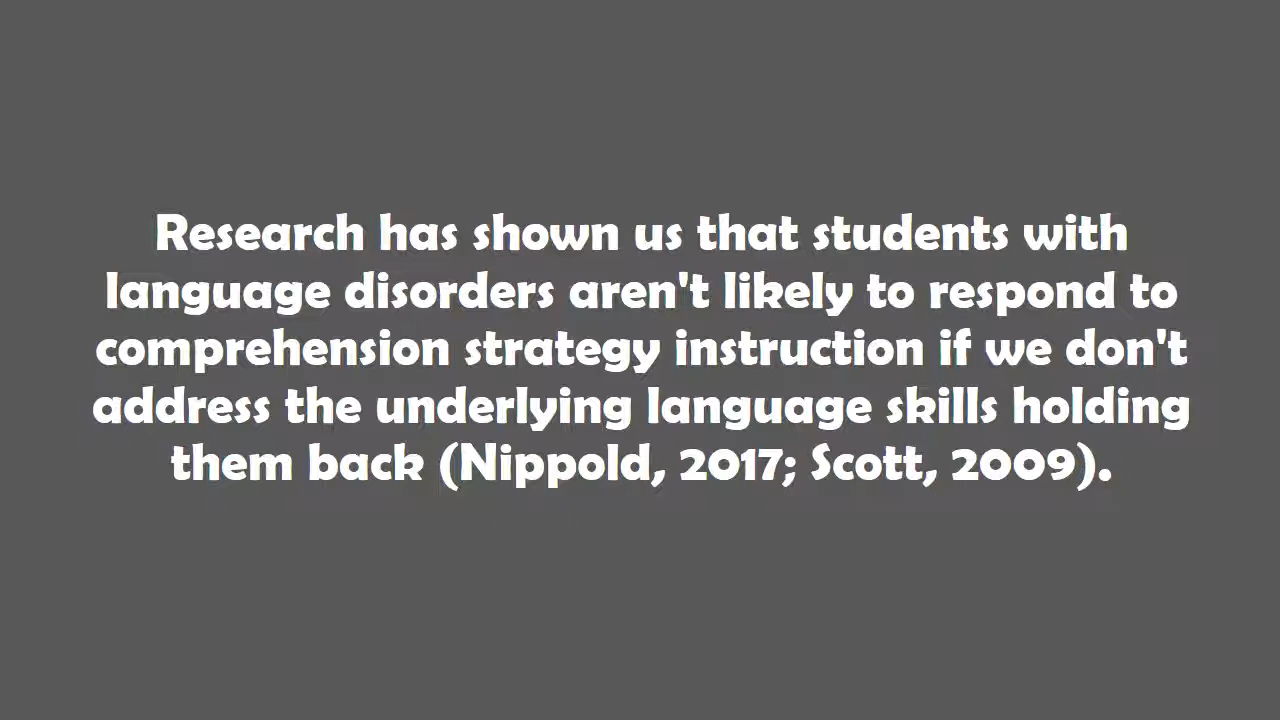 Research has shown us that students with
language disorders aren't likely to respond to
comprehension strategy instruction if we don't
address the underlying language skills holding
them back (Nippold, 2017; Scott, 2009).